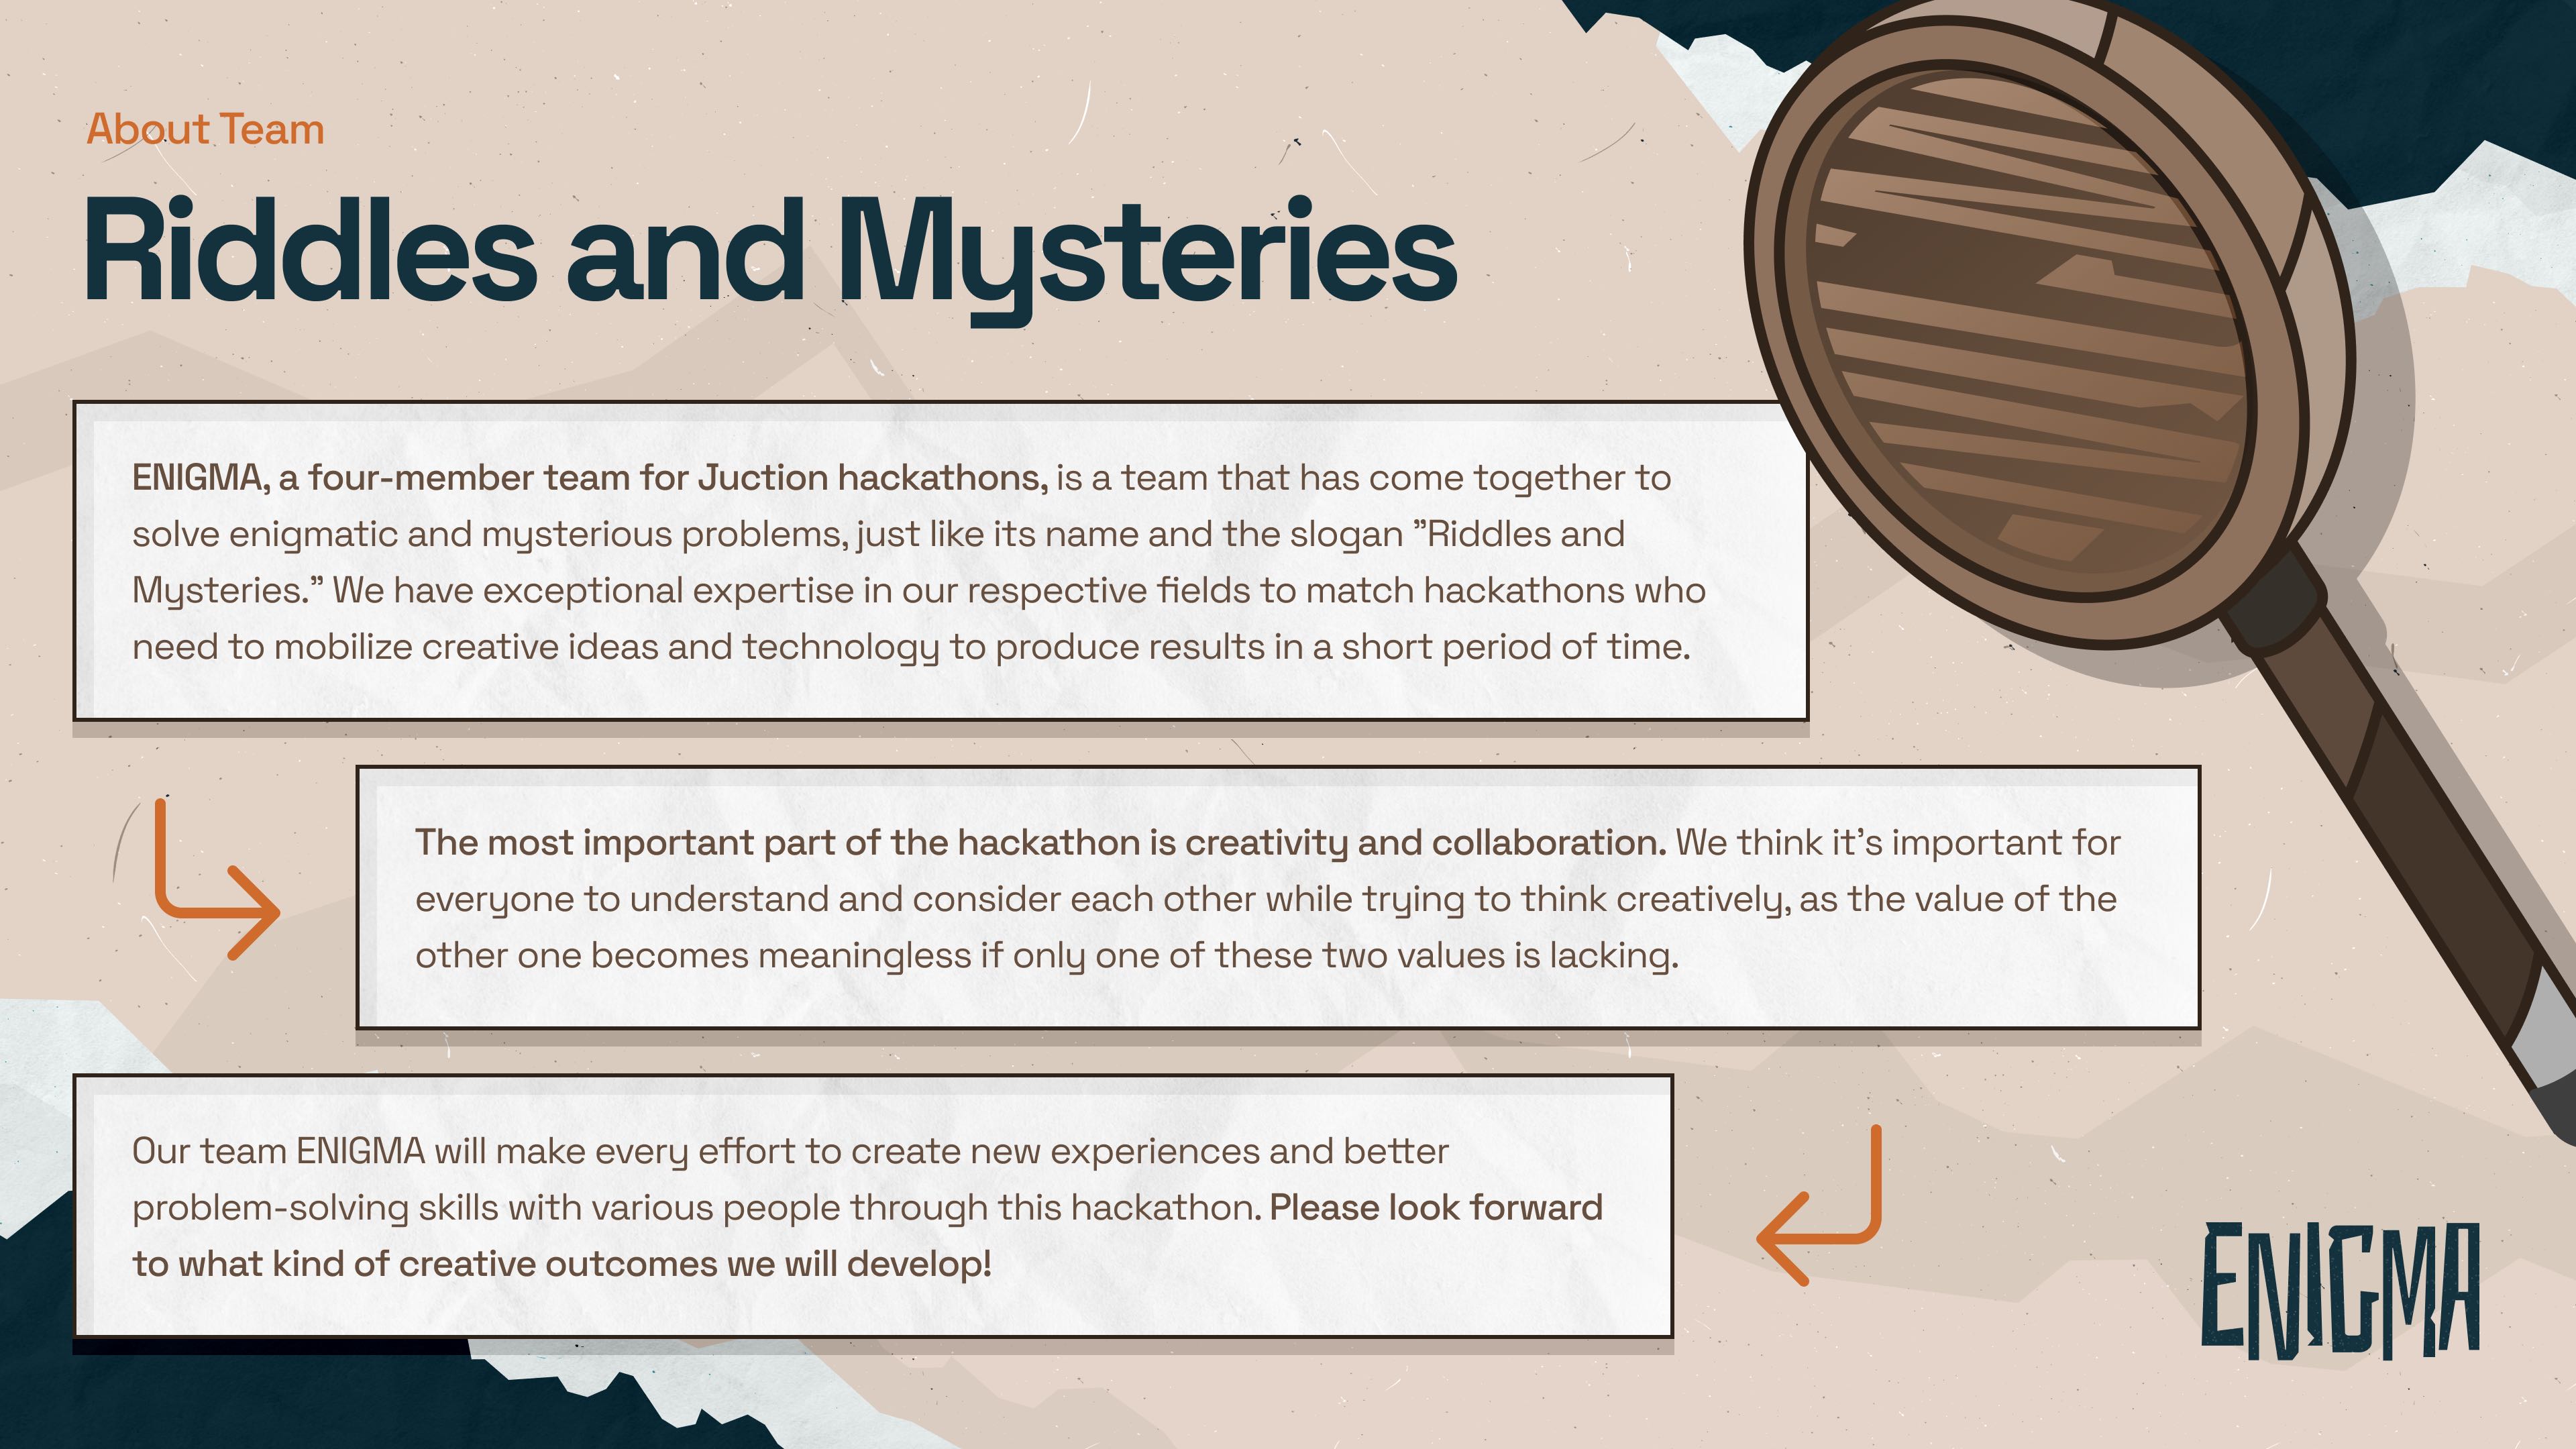 About Team
Riddles and Mysteries
ENIGMA, a four-member team for Juction hackathons, is a team that has come together to
solve enigmatic and mysterious problems, just like its name and the slogan ”Riddles and
Mysteries.” We have exceptional expertise in our respective fields to match hackathons who
need to mobilize creative ideas and technology to produce results in a short period of time.
The most important part of the hackathon is creativity and collaboration. We think it’s important for
everyone to understand and consider each other while trying to think creatively, as the value of the
other one becomes meaningless if only one of these two values is lacking.
Our team ENIGMA will make every effort to create new experiences and better
problem-solving skills with various people through this hackathon. Please look forward
to what kind of creative outcomes we will develop!
ENIGMA